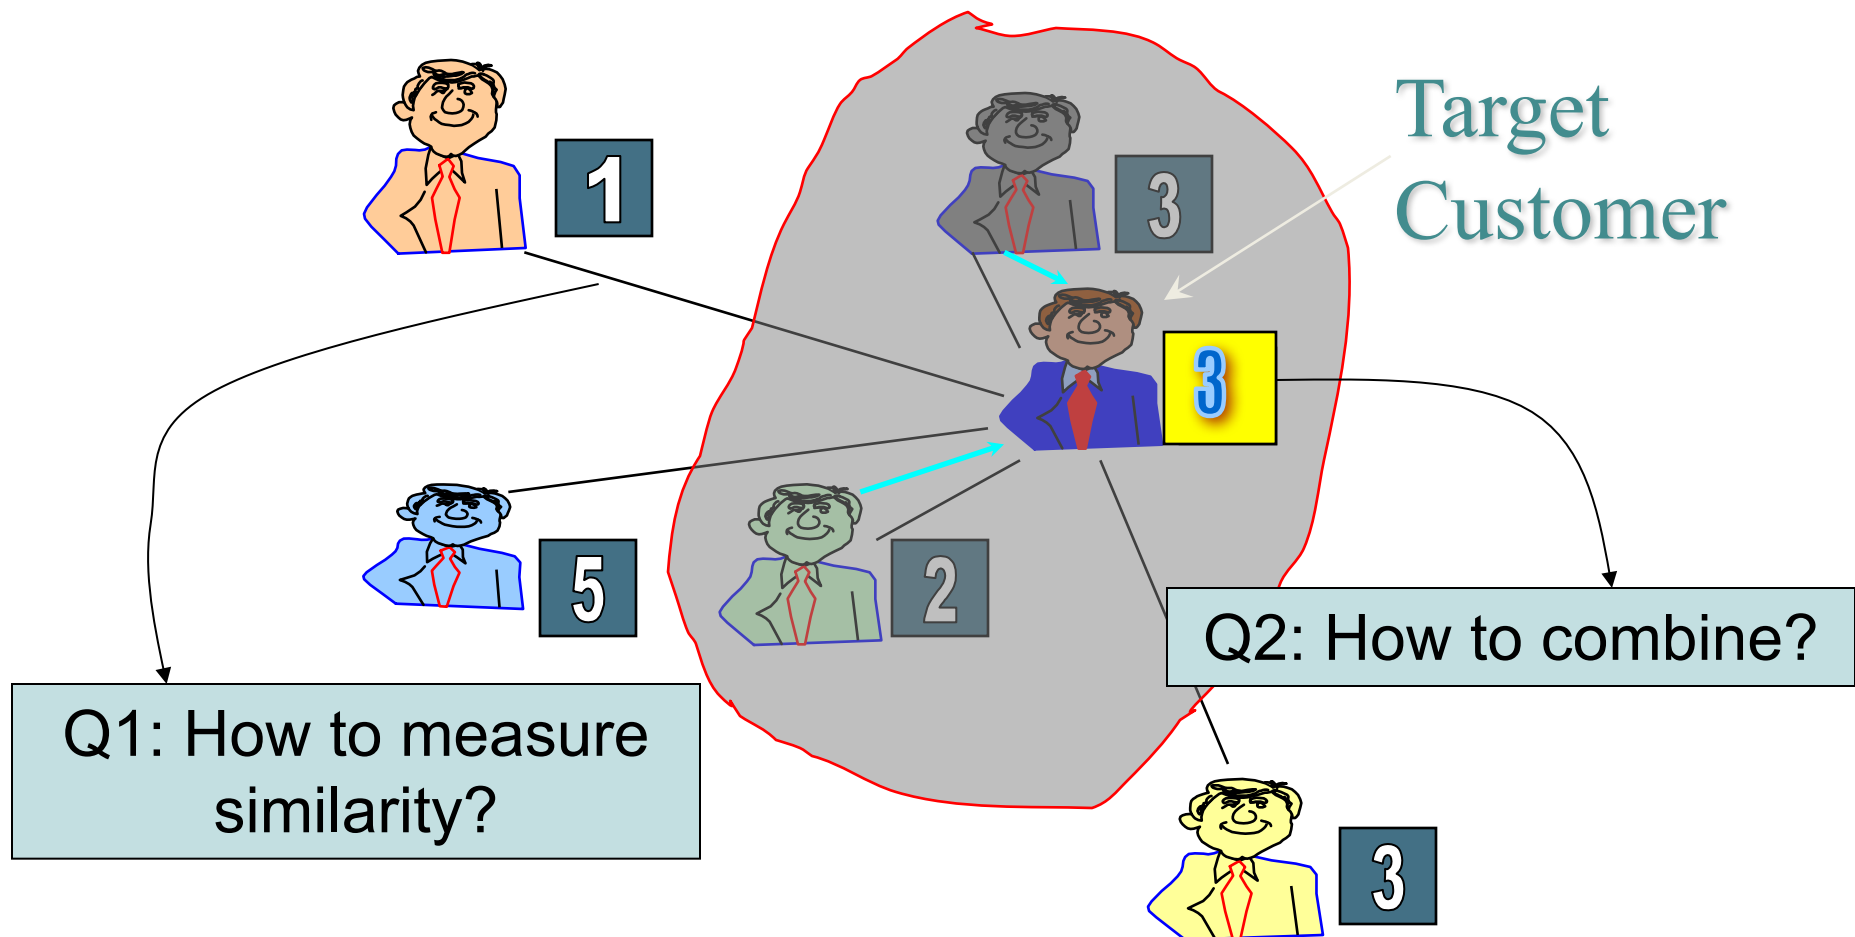 Target
Customer
1
3
3
5
2
Q2: How to combine?
Q1: How to measure
similarity?
3